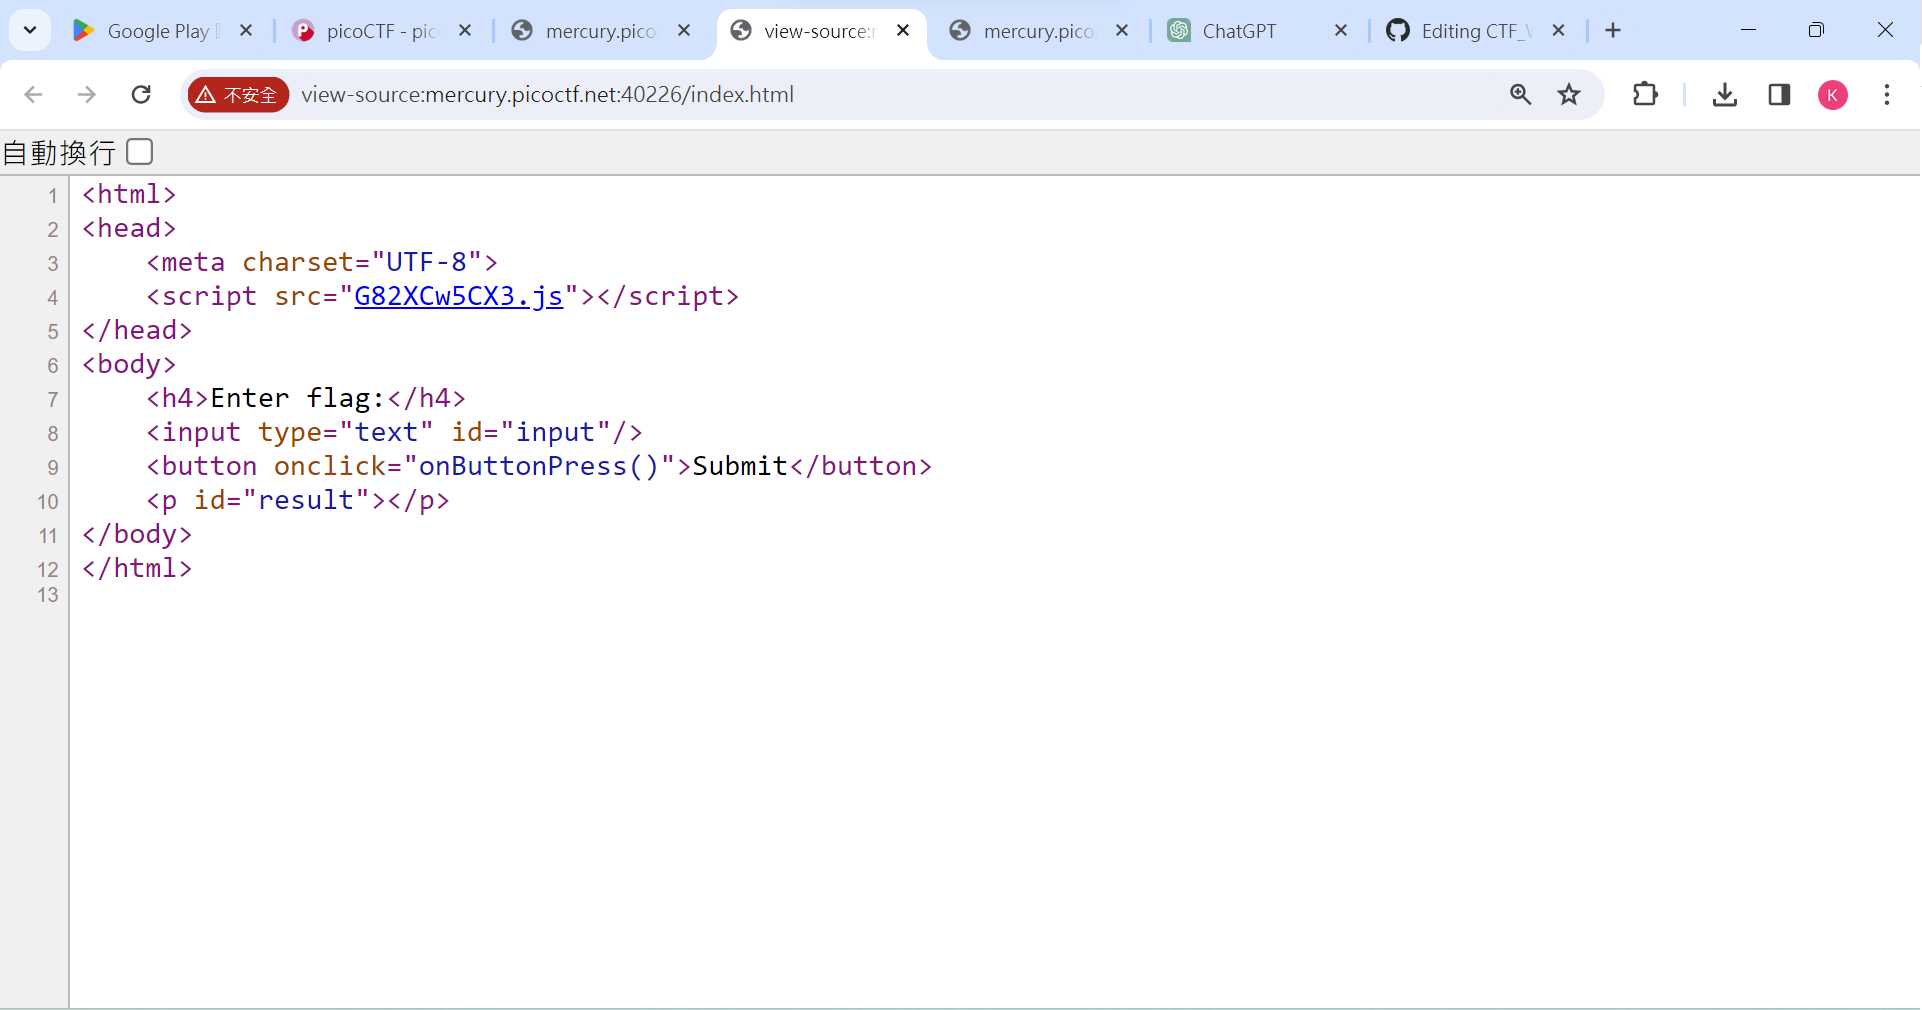 Google Play
picoCTF - pic
mercury.pico
view-source:
mercury.pico
ChatGPT
Editing CTF_
不安全
view-source:mercury.picoctf.net:40226/index.html
K
自動換行
1 <html>
2 <head>
3     <meta charset="UTF-8">
4     <script src="G82XCw5CX3.js"></script>
5 </head>
6 <body>
7     <h4>Enter flag:</h4>
8     <input type="text" id="input"/>
9     <button onclick="onButtonPress()">Submit</button>
10     <p id="result"></p>
11 </body>
12 </html>
13